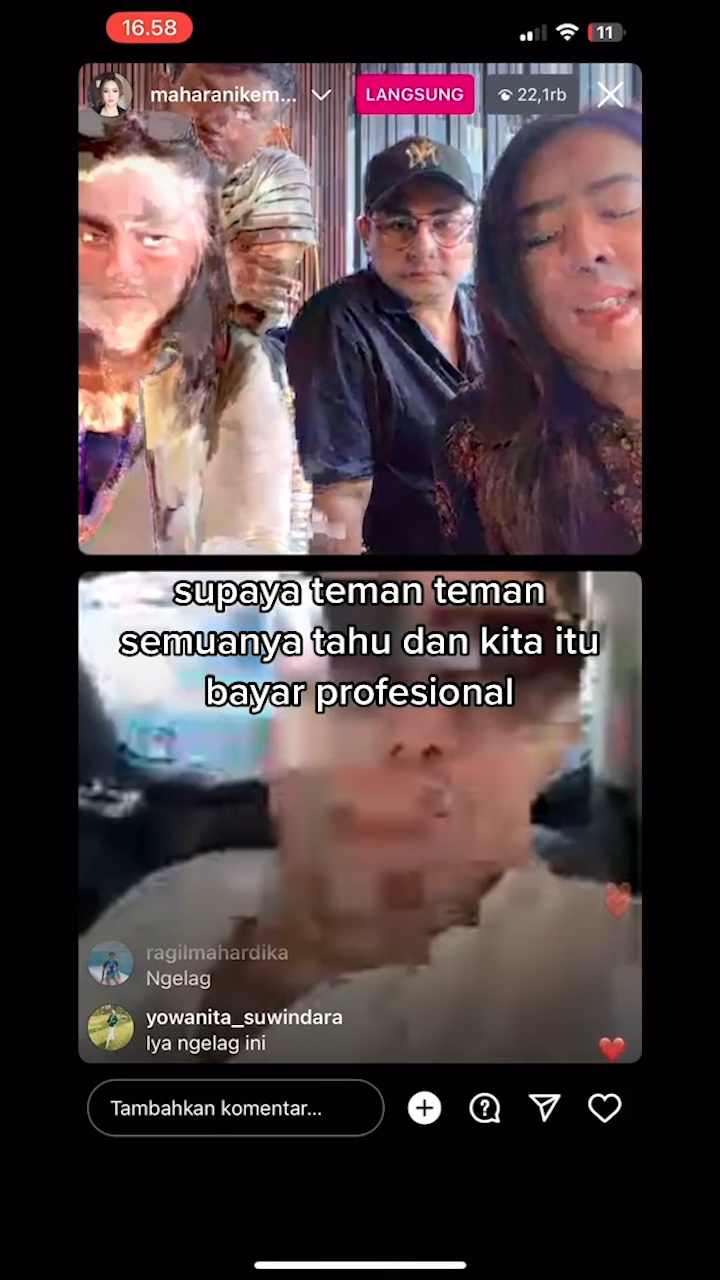 16.58
11
maharanikem...
LANGSUNG
22,1rb
supaya teman teman
semuanya tahu dan kita itu
bayar profesional
ragilmahardika
Ngelag
yowanita_suwindara
Iya ngelag ini
Tambahkan komentar...